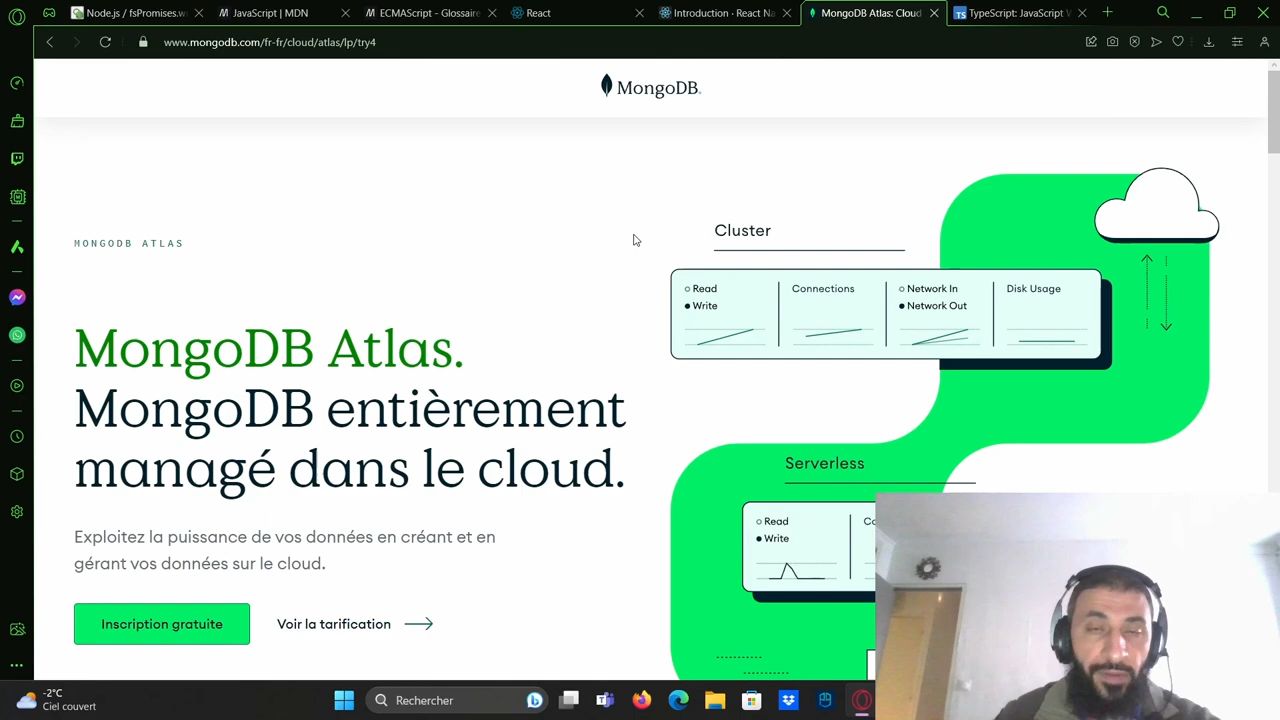 Node.js / fsPromises.w
JavaScript | MDN
ECMAScript - Glossaire
React
Introduction · React Na
MongoDB Atlas: Cloud
TypeScript: JavaScript W
www.mongodb.com/fr-fr/cloud/atlas/lp/try4
MongoDB.
MONGODB ATLAS
MongoDB Atlas.
MongoDB entièrement
managé dans le cloud.
Exploitez la puissance de vos données en créant et en
gérant vos données sur le cloud.
Inscription gratuite
Voir la tarification
Cluster
Read
Write
Connections
Network In
Network Out
Disk Usage
Serverless
Read
Write
-2°C
Ciel couvert
Rechercher